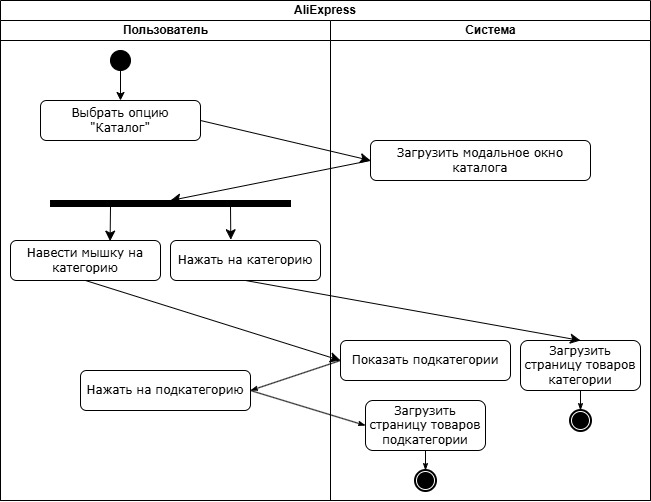 AliExpress
Пользователь
Система
Выбрать опцию
"Каталог"
Загрузить модальное окно
каталога
Навести мышку на
категорию
Нажать на категорию
Показать подкатегории
Загрузить
страницу товаров
категории
Нажать на подкатегорию
Загрузить
страницу товаров
подкатегории